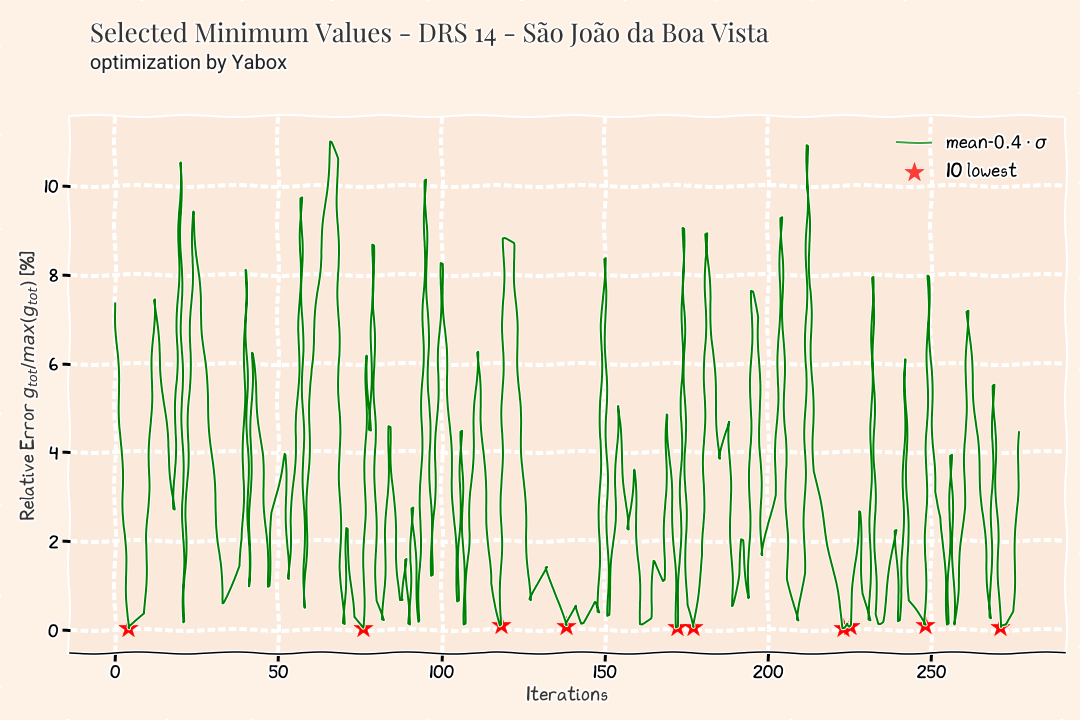 Selected Minimum Values - DRS 14 - São João da Boa Vista
optimization by Yabox
mean-0.4 · σ
10 lowest
Relative Error g_tot/max(g_tot) [%]
10
8
6
4
2
0
0 50 100 150 200 250
Iterations